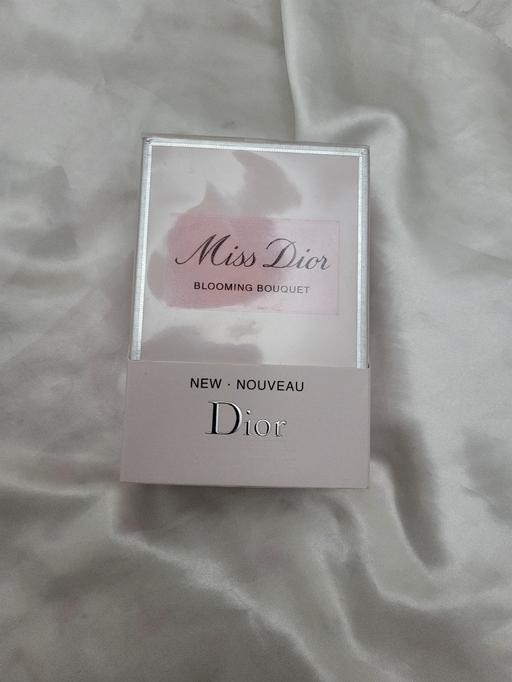 Miss Dior
BLOOMING BOUQUET
NEW · NOUVEAU
Dior